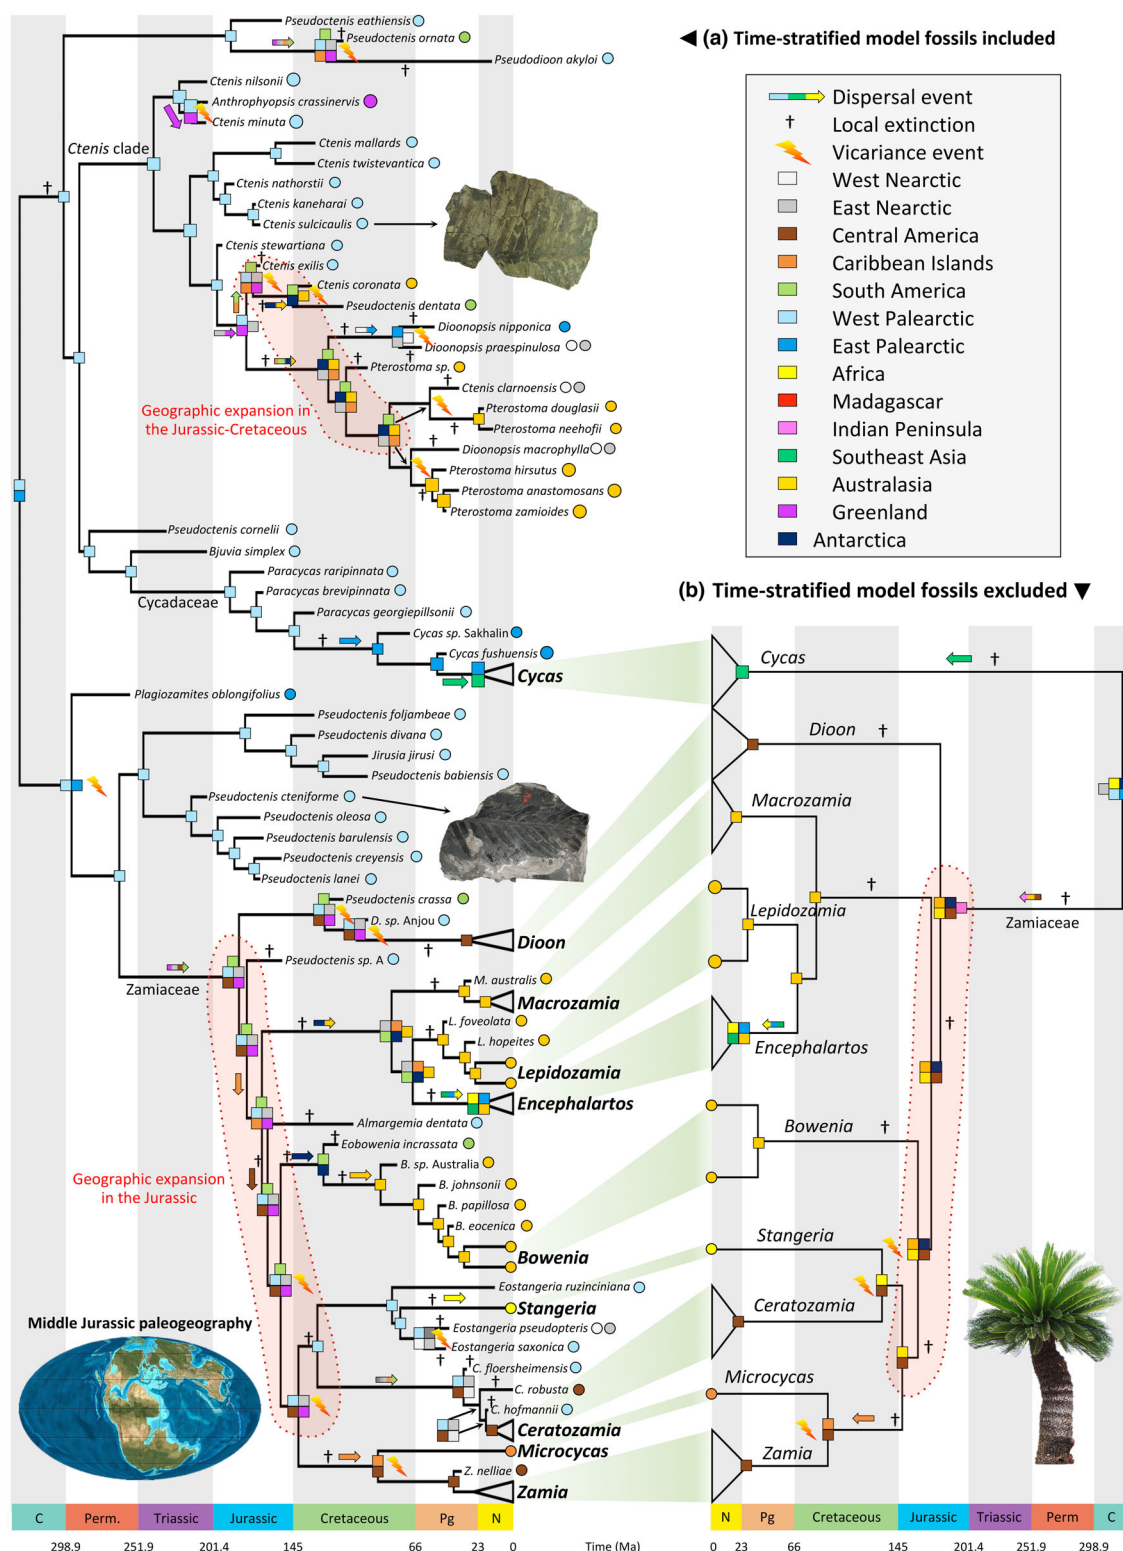 ◀ (a) Time-stratified model fossils included
Dispersal event
† Local extinction
Vicariance event
West Nearctic
East Nearctic
Central America
Caribbean Islands
South America
West Palearctic
East Palearctic
Africa
Madagascar
Indian Peninsula
Southeast Asia
Australasia
Greenland
Antarctica
Pseudoctenis eathiensis
Pseudoctenis ornata
Pseudodioon akyloi
Ctenis nilsonii
Anthrophyopsis crassinervis
Ctenis minuta
Ctenis clade
Ctenis mallards
Ctenis twistevantica
Ctenis nathorstii
Ctenis kaneharai
Ctenis sulcicaulis
Ctenis stewartiana
Ctenis exilis
Ctenis coronata
Pseudoctenis dentata
Dioonopsis nipponica
Dioonopsis praespinulosa
Pterostoma sp.
Ctenis clarnoensis
Pterostoma douglasii
Pterostoma neehofii
Geographic expansion in
the Jurassic-Cretaceous
Dioonopsis macrophylla
Pterostoma hirsutus
Pterostoma anastomosans
Pterostoma zamioides
Pseudoctenis cornelii
Bjuvia simplex
Paracycas raripinnata
Paracycas brevipinnata
Cycadaceae
Paracycas georgiepillsonii
Cycas sp. Sakhalin
Cycas fushuensis
Cycas
Plagiozamites oblongifolius
Pseudoctenis foljambeae
Pseudoctenis divana
Jirusia jirusi
Pseudoctenis babiensis
Pseudoctenis cteniforme
Pseudoctenis oleosa
Pseudoctenis barulensis
Pseudoctenis creyensis
Pseudoctenis lanei
Pseudoctenis crassa
D. sp. Anjou
Dioon
Pseudoctenis sp. A
Zamiaceae
M. australis
Macrozamia
L. foveolata
L. hopeites
Lepidozamia
Encephalartos
Almargemia dentata
Eobowenia incrassata
B. sp. Australia
B. johnsonii
B. papillosa
B. eocenica
Bowenia
Geographic expansion
in the Jurassic
Eostangeria ruzinciniana
Stangeria
Eostangeria pseudopteris
Eostangeria saxonica
C. floersheimensis
C. robusta
C. hofmannii
Ceratozamia
Microcycas
Z. nelliae
Zamia
Middle Jurassic paleogeography
C Perm. Triassic Jurassic Cretaceous Pg N
298.9 251.9 201.4 145 66 23 0 Time (Ma)
(b) Time-stratified model fossils excluded ▼
Cycas
Dioon
Macrozamia
Lepidozamia
Zamiaceae
Encephalartos
Bowenia
Stangeria
Ceratozamia
Microcycas
Zamia
N Pg Cretaceous Jurassic Triassic Perm C
0 23 66 145 201.4 251.9 298.9